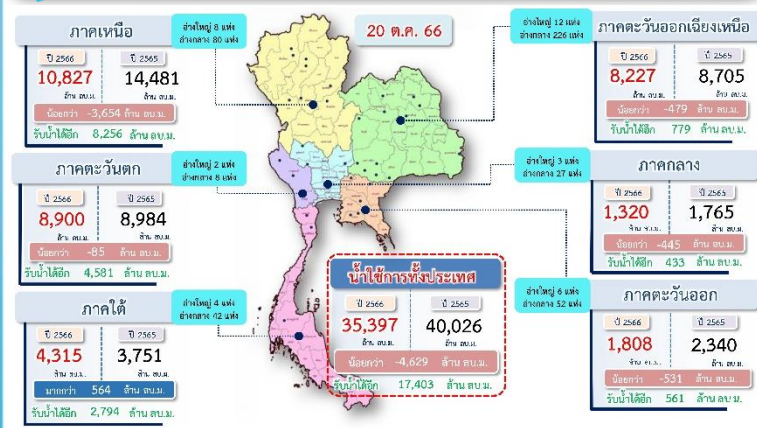 20 ต.ค. 66
ภาคเหนือ
อ่างใหญ่ 8 แห่ง
อ่างกลาง 80 แห่ง
ปี 2566 ปี 2565
10,827 14,481
ล้าน ลบ.ม. ล้าน ลบ.ม.
น้อยกว่า -3,654 ล้าน ลบ.ม.
รับน้ำได้อีก 8,256 ล้าน ลบ.ม.
ภาคตะวันออกเฉียงเหนือ
อ่างใหญ่ 12 แห่ง
อ่างกลาง 226 แห่ง
ปี 2566 ปี 2565
8,227 8,705
ล้าน ลบ.ม. ล้าน ลบ.ม.
น้อยกว่า -479 ล้าน ลบ.ม.
รับน้ำได้อีก 779 ล้าน ลบ.ม.
ภาคตะวันตก
อ่างใหญ่ 2 แห่ง
อ่างกลาง 8 แห่ง
ปี 2566 ปี 2565
8,900 8,984
ล้าน ลบ.ม. ล้าน ลบ.ม.
น้อยกว่า -85 ล้าน ลบ.ม.
รับน้ำได้อีก 4,581 ล้าน ลบ.ม.
ภาคกลาง
อ่างใหญ่ 3 แห่ง
อ่างกลาง 27 แห่ง
ปี 2566 ปี 2565
1,320 1,765
ล้าน ลบ.ม. ล้าน ลบ.ม.
น้อยกว่า -445 ล้าน ลบ.ม.
รับน้ำได้อีก 433 ล้าน ลบ.ม.
ภาคใต้
อ่างใหญ่ 4 แห่ง
อ่างกลาง 42 แห่ง
ปี 2566 ปี 2565
4,315 3,751
ล้าน ลบ.ม. ล้าน ลบ.ม.
มากกว่า 564 ล้าน ลบ.ม.
รับน้ำได้อีก 2,794 ล้าน ลบ.ม.
น้ำใช้การทั้งประเทศ
ปี 2566 ปี 2565
35,397 40,026
ล้าน ลบ.ม. ล้าน ลบ.ม.
น้อยกว่า -4,629 ล้าน ลบ.ม.
รับน้ำได้อีก 17,403 ล้าน ลบ.ม.
ภาคตะวันออก
อ่างใหญ่ 6 แห่ง
อ่างกลาง 52 แห่ง
ปี 2566 ปี 2565
1,808 2,340
ล้าน ลบ.ม. ล้าน ลบ.ม.
น้อยกว่า -531 ล้าน ลบ.ม.
รับน้ำได้อีก 561 ล้าน ลบ.ม.